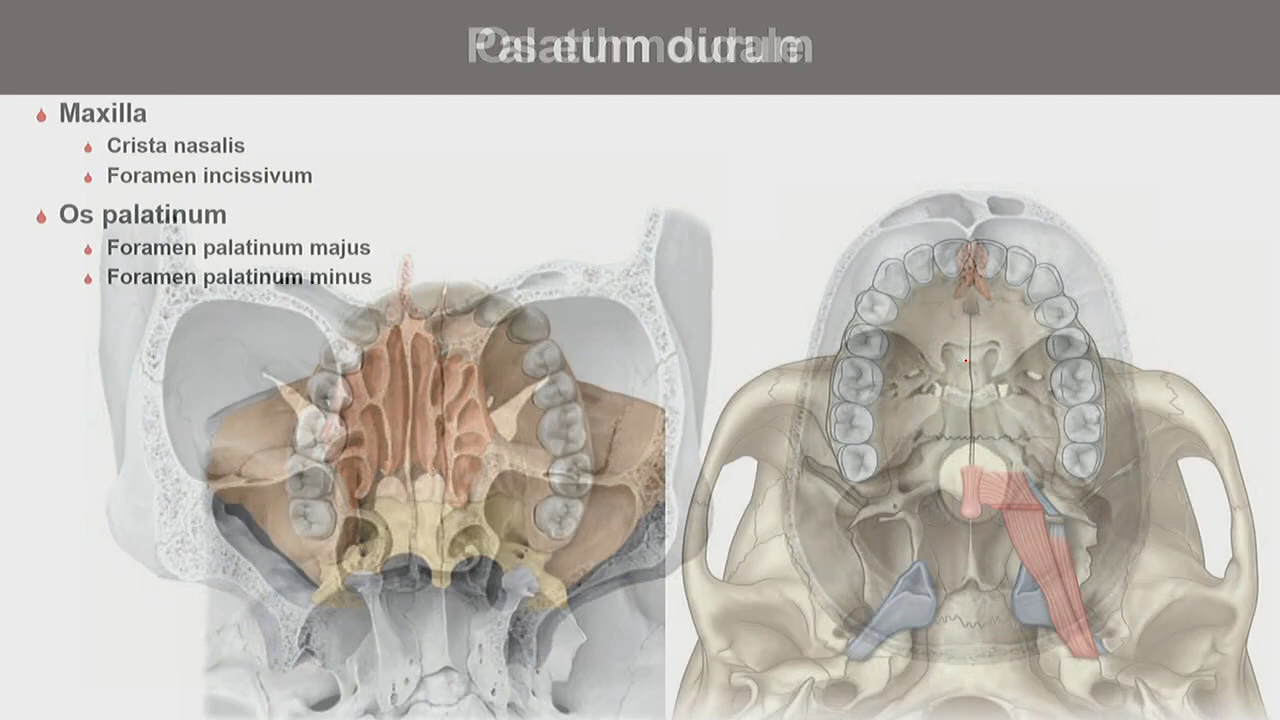 Maxilla
Crista nasalis
Foramen incissivum
Os palatinum
Foramen palatinum majus
Foramen palatinum minus